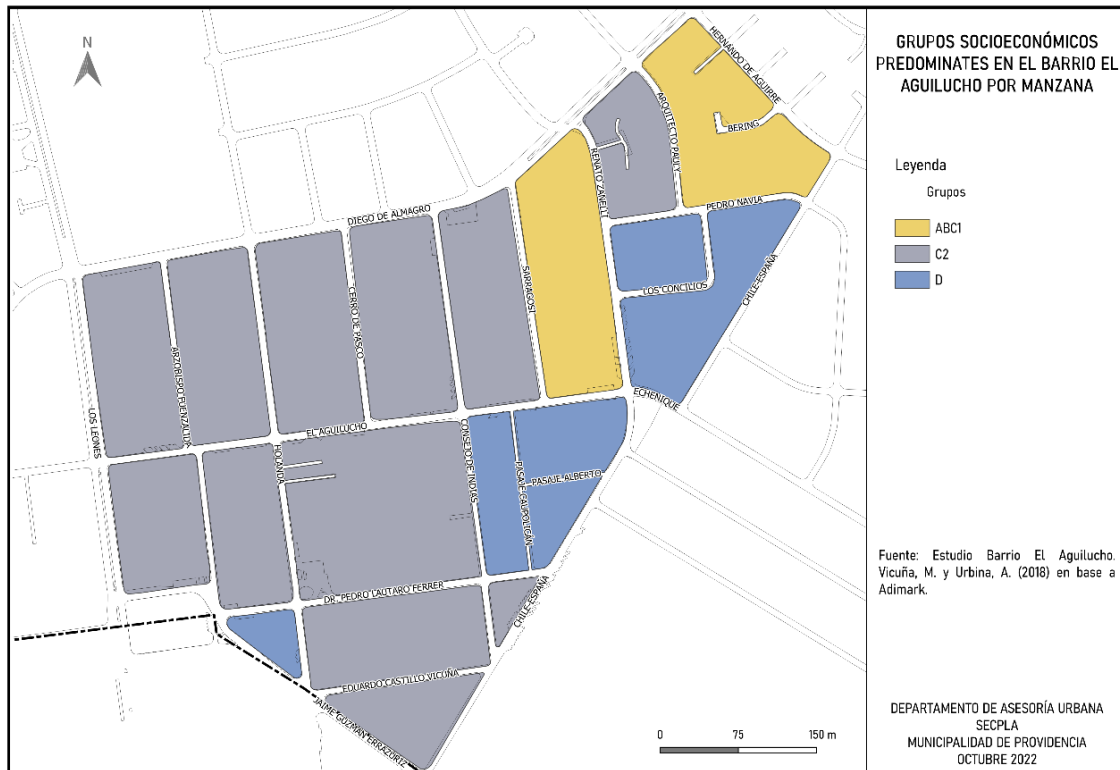 N
HERNANDO DE AGUIRRE
ARQUITECTO PAULY
BERING
RENATO ZANELLI
PEDRO NAVIA
DIEGO DE ALMAGRO
SARRAGOSI
LOS CONCILIOS
CHILE-ESPAÑA
CERRO DE PASCO
ARZOBISPO FUENZALIDA
LOS LEONES
ECHENIQUE
EL AGUILUCHO
HOLANDA
CONSEJO DE INDIAS
PASAJE CAUPOLICÁN
PASAJE ALBERTO
DR. PEDRO LAUTARO FERRER
CHILE-ESPAÑA
EDUARDO CASTILLO VICUÑA
JAIME GUZMÁN ERRÁZURIZ
0 75 150 m
GRUPOS SOCIOECONÓMICOS
PREDOMINATES EN EL BARRIO EL
AGUILUCHO POR MANZANA
Leyenda
Grupos
ABC1
C2
D
Fuente: Estudio Barrio El Aguilucho.
Vicuña, M. y Urbina, A. (2018) en base a
Adimark.
DEPARTAMENTO DE ASESORÍA URBANA
SECPLA
MUNICIPALIDAD DE PROVIDENCIA
OCTUBRE 2022